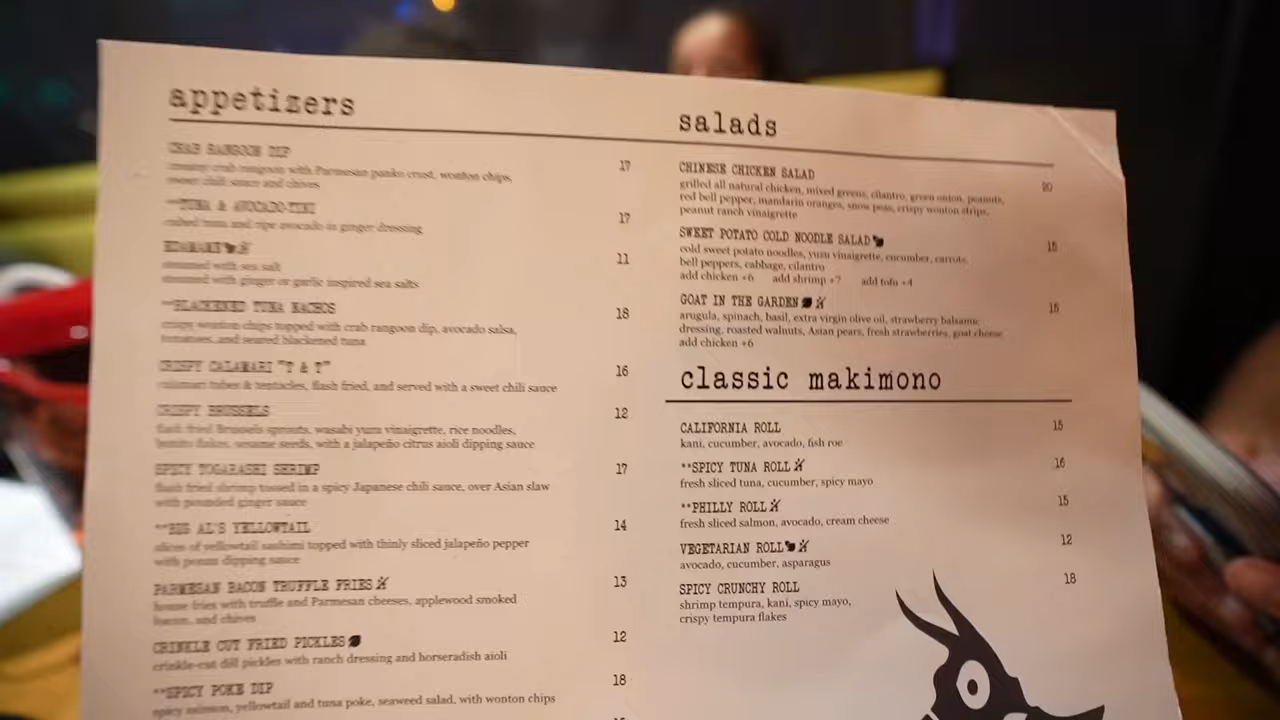 appetizers
CRAB RANGOON DIP 17
creamy crab rangoon with Parmesan panko crust, wonton chips,
sweet chili sauce and chives
**TUNA & AVOCADO-TINI 17
cubed tuna and ripe avocado in ginger dressing
EDAMAME 11
steamed with sea salt
steamed with ginger or garlic inspired sea salts
**BLACKENED TUNA NACHOS 18
crispy wonton chips topped with crab rangoon dip, avocado salsa,
tomatoes, and seared blackened tuna
CRISPY CALAMARI "T & T" 16
calamari tubes & tentacles, flash fried, and served with a sweet chili sauce
CRISPY BRUSSELS 12
flash fried Brussels sprouts, wasabi yuzu vinaigrette, rice noodles,
bonito flakes, sesame seeds, with a jalapeño citrus aioli dipping sauce
SPICY TOGARASHI SHRIMP 17
flash fried shrimp tossed in a spicy Japanese chili sauce, over Asian slaw
with pounded ginger sauce
**BIG AL'S YELLOWTAIL 14
slices of yellowtail sashimi topped with thinly sliced jalapeño pepper
with ponzu dipping sauce
PARMESAN BACON TRUFFLE FRIES 13
house fries with truffle and Parmesan cheeses, applewood smoked
bacon, and chives
CRINKLE CUT FRIED PICKLES 12
crinkle-cut dill pickles with ranch dressing and horseradish aioli
**SPICY POKE DIP 18
spicy salmon, yellowtail and tuna poke, seaweed salad, with wonton chips
salads
CHINESE CHICKEN SALAD 20
grilled all natural chicken, mixed greens, cilantro, green onion, peanuts,
red bell pepper, mandarin oranges, snow peas, crispy wonton strips,
peanut ranch vinaigrette
SWEET POTATO COLD NOODLE SALAD 15
cold sweet potato noodles, yuzu vinaigrette, cucumber, carrots,
bell peppers, cabbage, cilantro
add chicken +6 add shrimp +7 add tofu +4
GOAT IN THE GARDEN 15
arugula, spinach, basil, extra virgin olive oil, strawberry balsamic
dressing, roasted walnuts, Asian pears, fresh strawberries, goat cheese
add chicken +6
classic makimono
CALIFORNIA ROLL 15
kani, cucumber, avocado, fish roe
**SPICY TUNA ROLL 16
fresh sliced tuna, cucumber, spicy mayo
**PHILLY ROLL 15
fresh sliced salmon, avocado, cream cheese
VEGETARIAN ROLL 12
avocado, cucumber, asparagus
SPICY CRUNCHY ROLL 18
shrimp tempura, kani, spicy mayo,
crispy tempura flakes